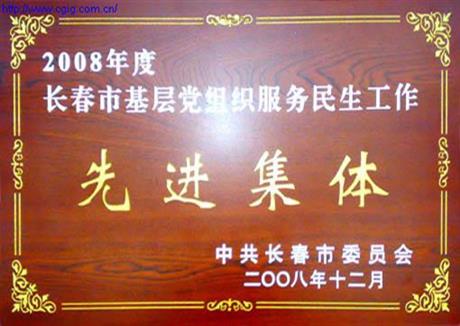 http://www.cgig.com.cn/
2008年度
长春市基层党组织服务民生工作
先进集体
中共长春市委员会
二〇〇八年十二月